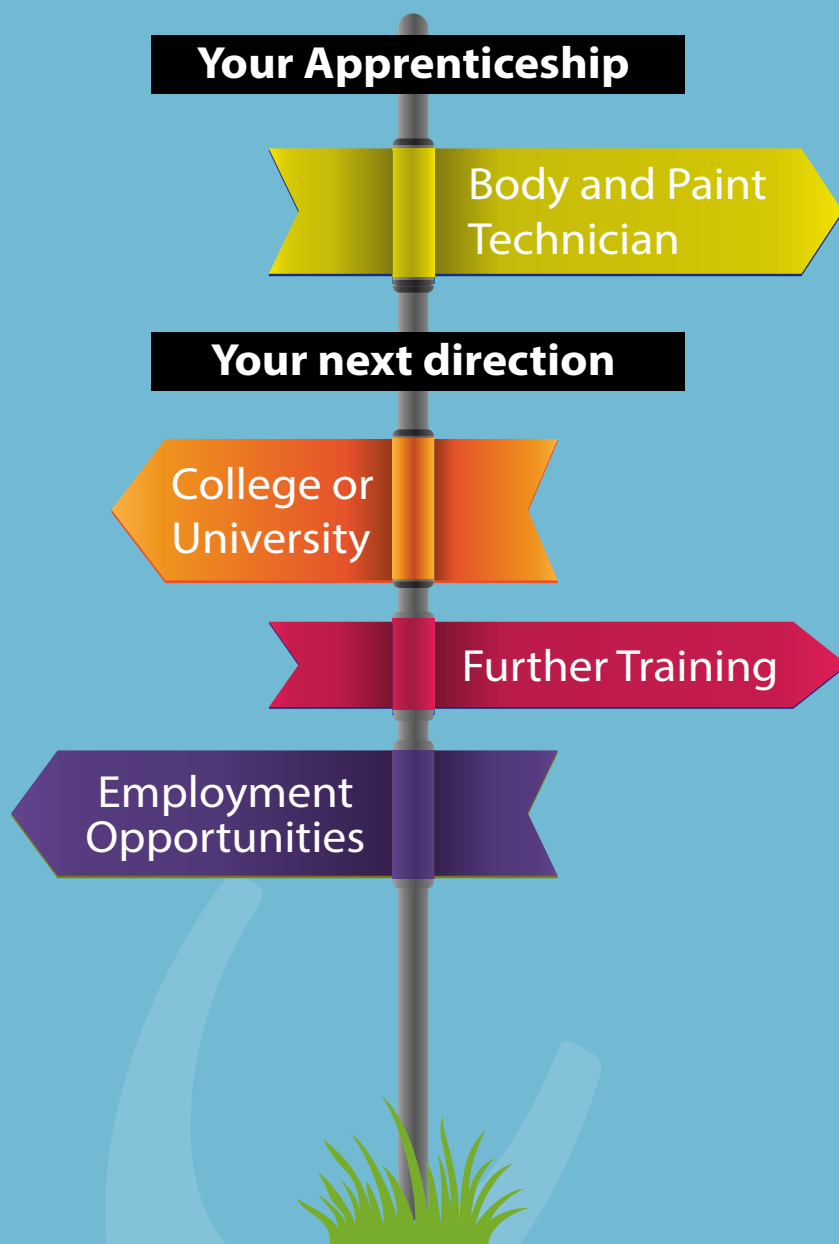 Your Apprenticeship
Body and Paint
Technician
Your next direction
College or
University
Further Training
Employment
Opportunities